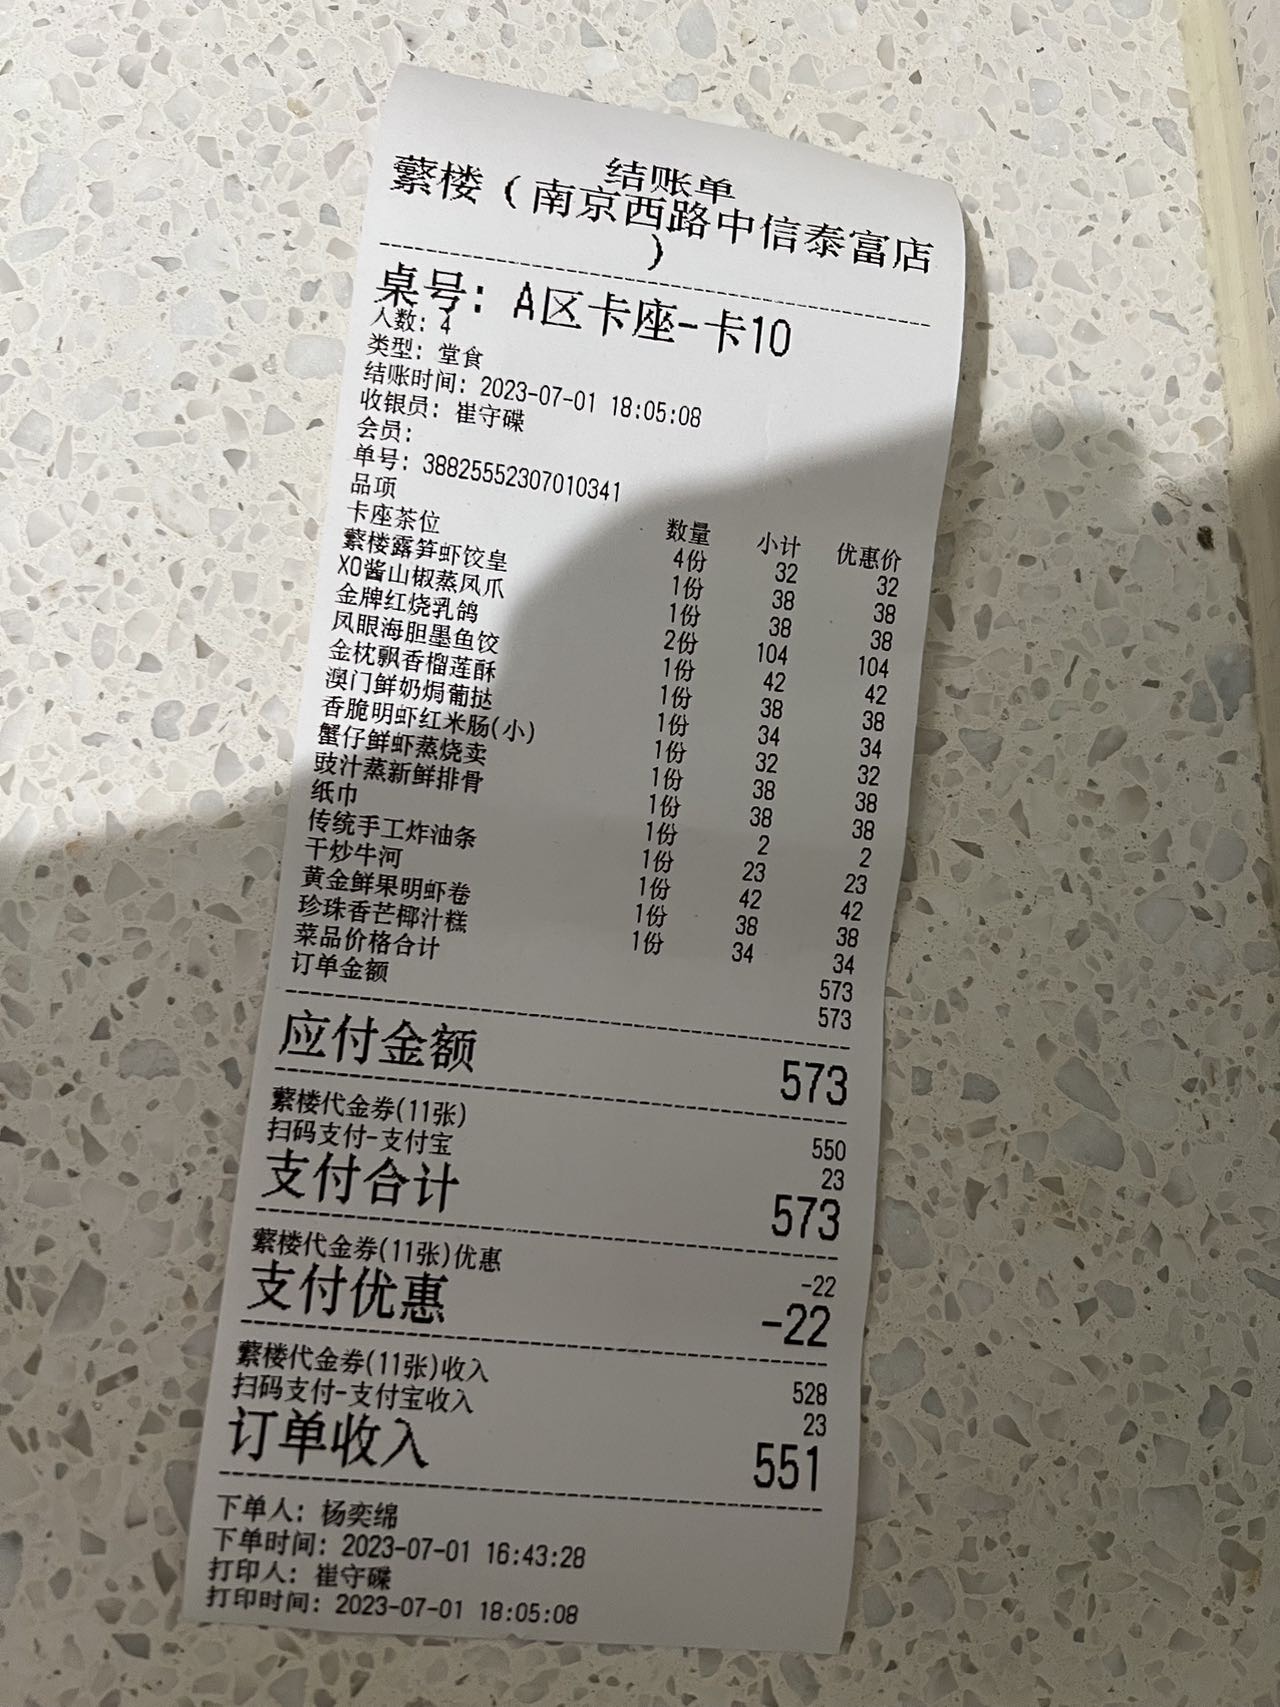 结账单
蘩楼（南京西路中信泰富店
）
桌号：A区卡座-卡10
人数：4
类型：堂食
结账时间：2023-07-01 18:05:08
收银员：崔守碟
会员：
单号：38825552307010341
品项 数量 小计 优惠价
卡座茶位 4份 32 32
蘩楼露笋虾饺皇 1份 38 38
XO酱山椒蒸凤爪 1份 38 38
金牌红烧乳鸽 2份 104 104
凤眼海胆墨鱼饺 1份 42 42
金枕飘香榴莲酥 1份 38 38
澳门鲜奶焗葡挞 1份 34 34
香脆明虾红米肠(小) 1份 32 32
蟹仔鲜虾蒸烧卖 1份 38 38
豉汁蒸新鲜排骨 1份 38 38
纸巾 1份 2 2
传统手工炸油条 1份 23 23
干炒牛河 1份 42 42
黄金鲜果明虾卷 1份 38 38
珍珠香芒椰汁糕 1份 34 34
菜品价格合计 573
订单金额 573
应付金额 573
蘩楼代金券(11张) 550
扫码支付-支付宝 23
支付合计 573
蘩楼代金券(11张)优惠 -22
支付优惠 -22
蘩楼代金券(11张)收入 528
扫码支付-支付宝收入 23
订单收入 551
下单人：杨奕绵
下单时间：2023-07-01 16:43:28
打印人：崔守碟
打印时间：2023-07-01 18:05:08